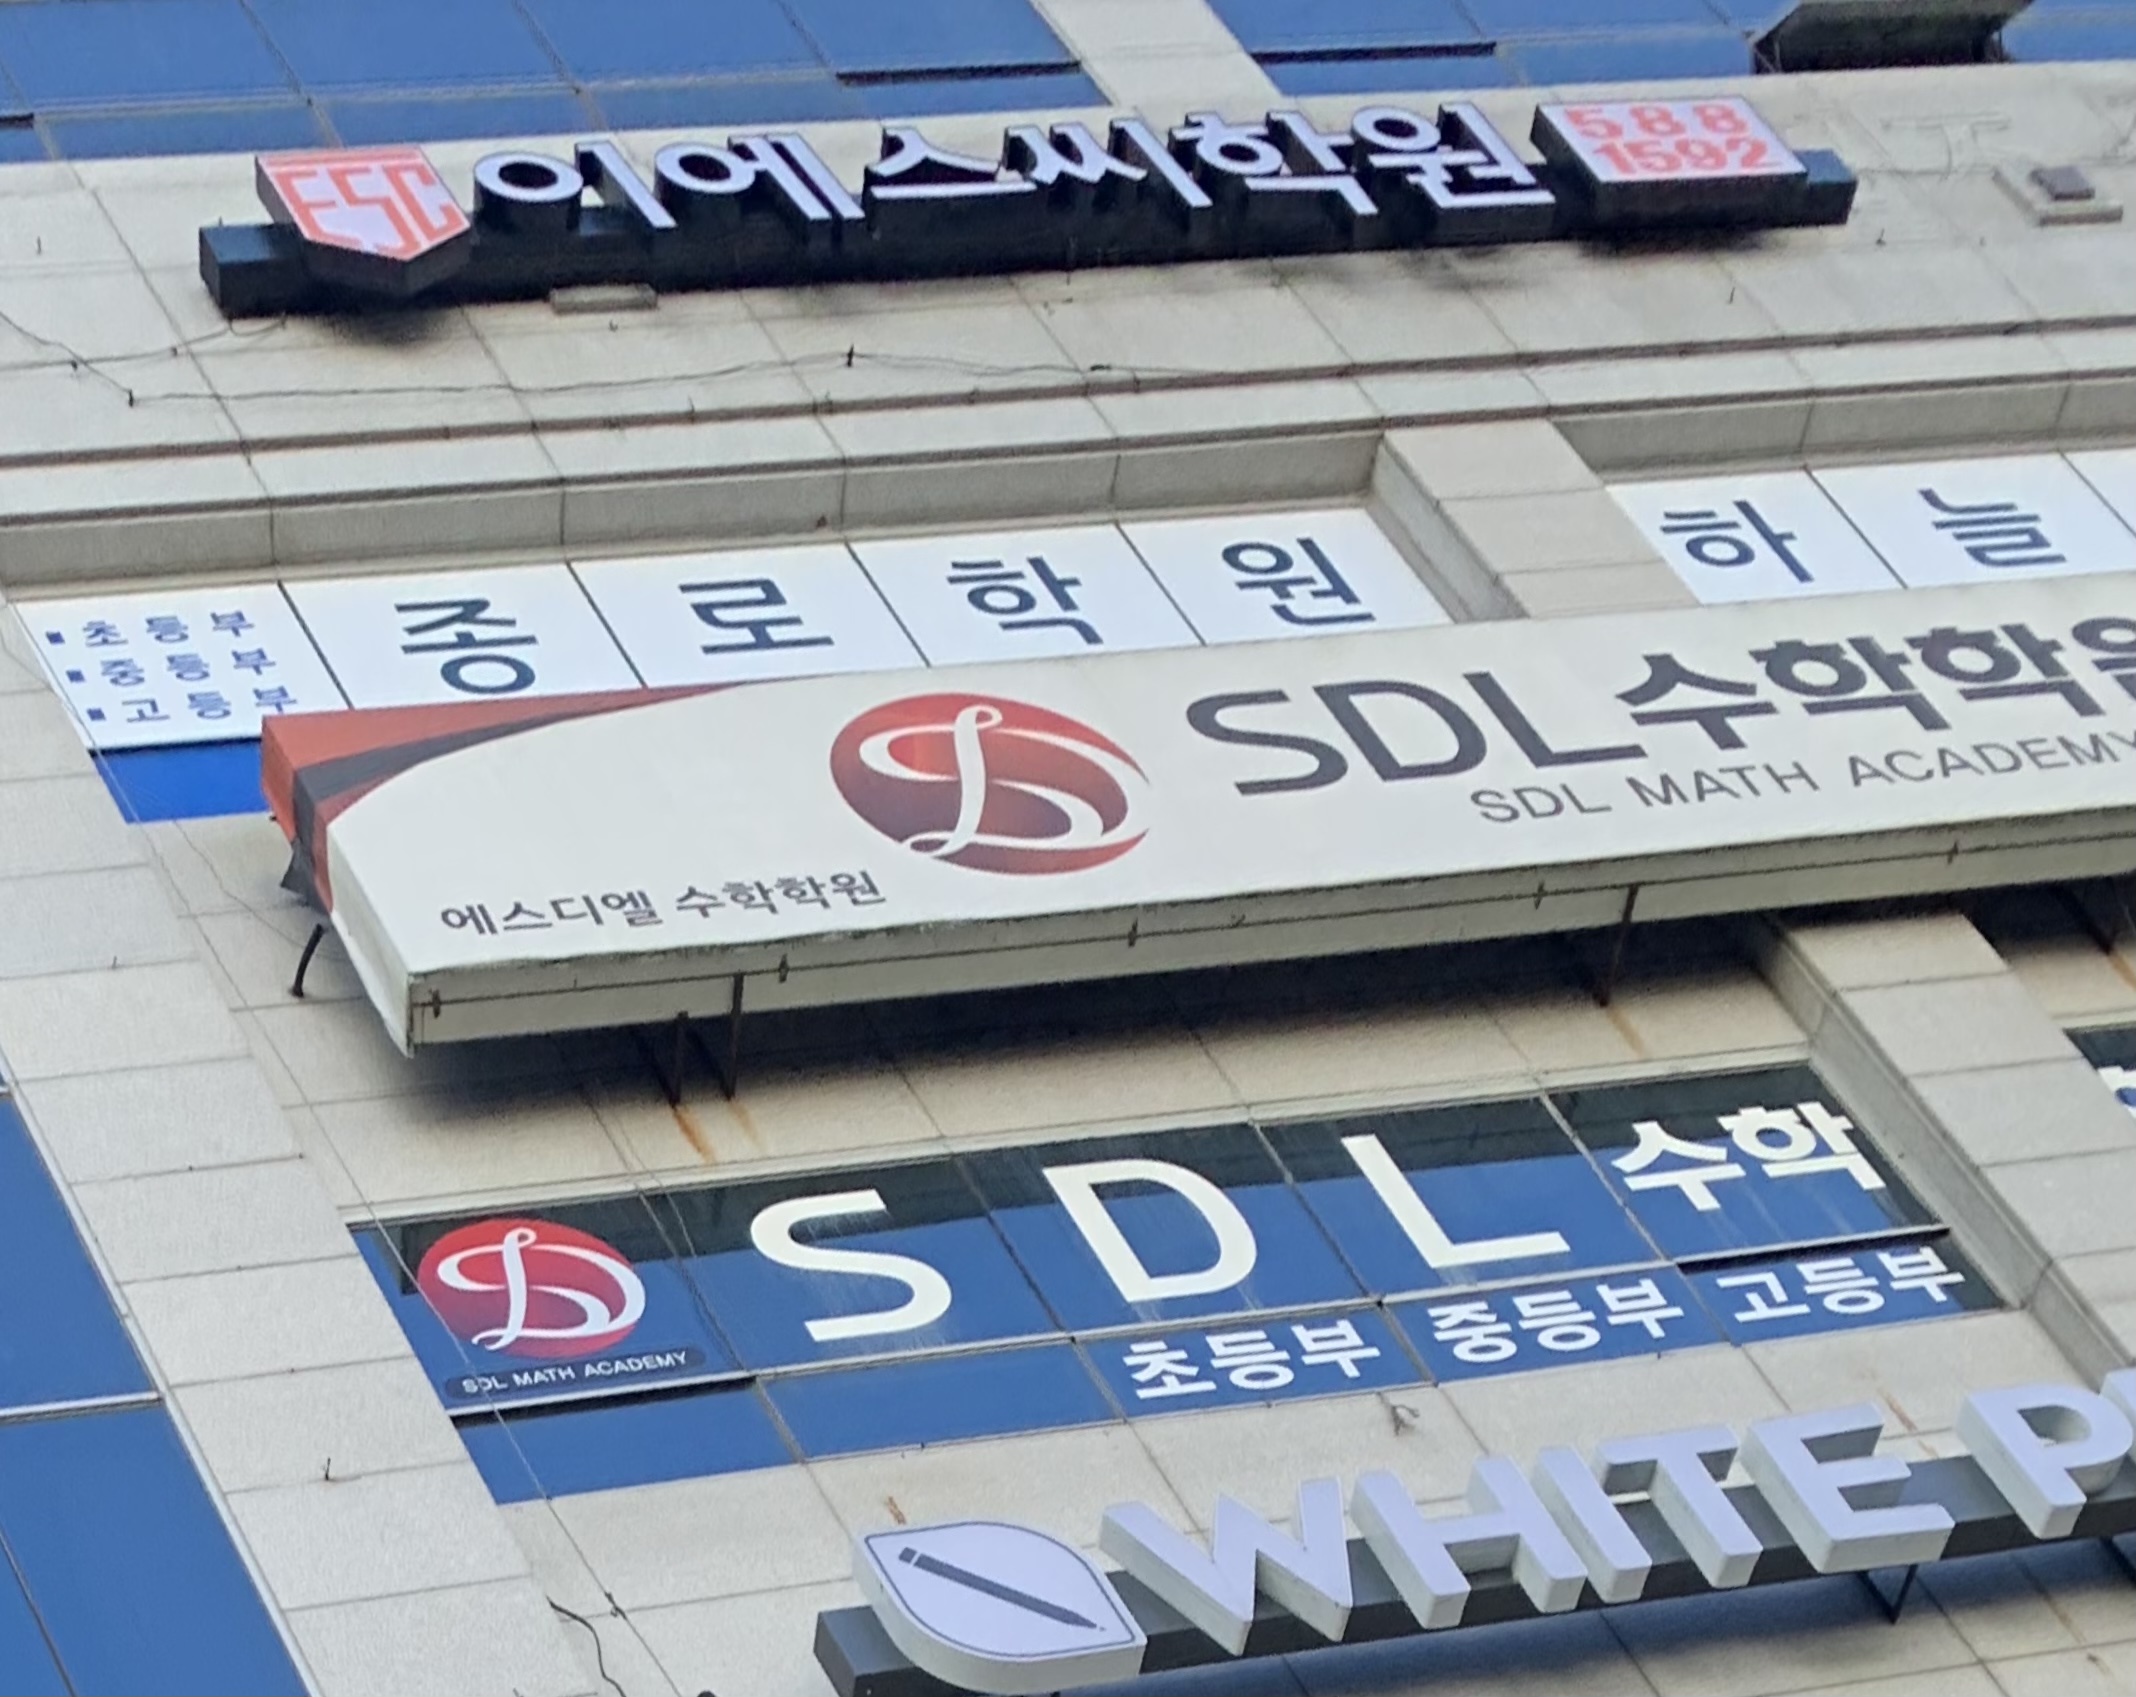 ESC 이에스씨학원 588 1592
■ 초등부
■ 중등부
■ 고등부
종로학원
하늘
SDL수학학원
SDL MATH ACADEMY
에스디엘 수학학원
SDL수학
SDL MATH ACADEMY
초등부 중등부 고등부
WHITE P